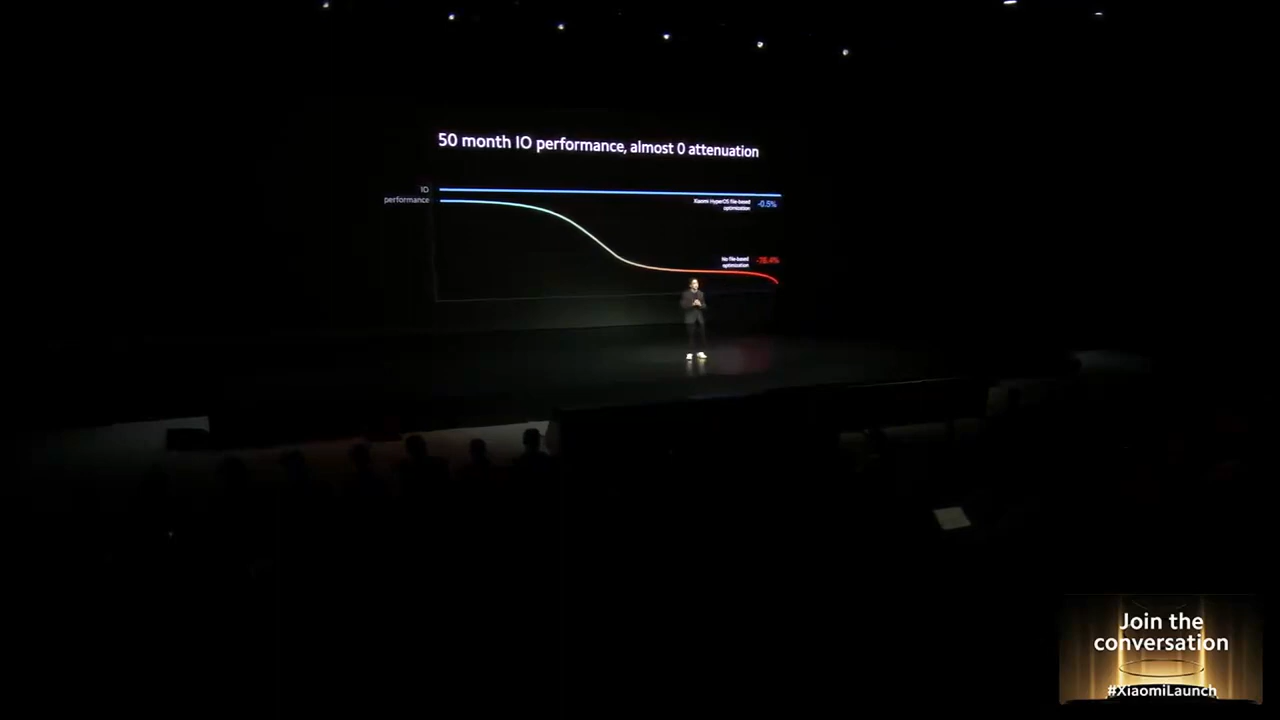 50 month IO performance, almost 0 attenuation
IO
performance
Xiaomi HyperOS file-based
optimization
-0.5%
No file-based
optimization
Join the
conversation
#XiaomiLaunch